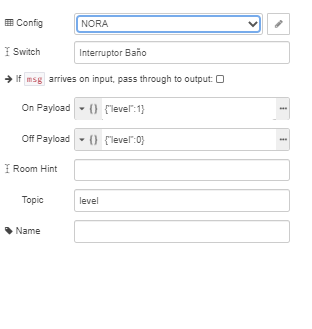 Config NORA
Switch Interruptor Baño
If msg arrives on input, pass through to output:
On Payload {} {"level":1} ...
Off Payload {} {"level":0} ...
Room Hint
Topic level
Name